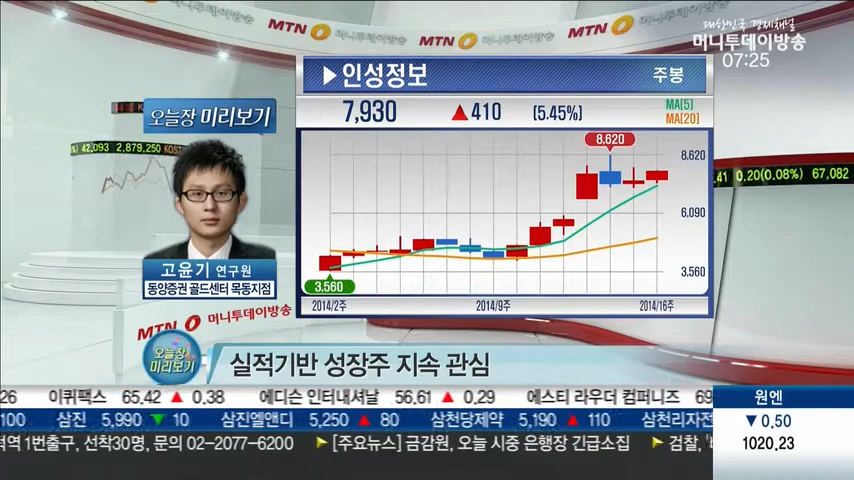 대한민국 경제채널
머니투데이방송
07:25
MTN 머니투데이방송
MTN
인성정보
주봉
7,930 ▲410 (5.45%)
MA[5]
MA[20]
8,620
8,620
6,090
3,560
3,560
2014/2주 2014/9주 2014/16주
오늘장 미리보기
42,093 2,879,250 KOS
.41 0.20(0.08%) 67,082
고윤기 연구원
동양증권 골드센터 목동지점
MTN 머니투데이방송
오늘장
미리보기
실적기반 성장주 지속 관심
26 이퀴팩스 65.42 ▲ 0.38 에디슨 인터내셔날 56.61 ▲ 0.29 에스티 라우더 컴퍼니즈 69
100 삼진 5,990 ▼ 10 삼진엘앤디 5,250 ▲ 80 삼천당제약 5,190 ▲ 110 삼천리자전
역 1번출구, 선착30명, 문의 02-2077-6200 ▶ [주요뉴스] 금감원, 오늘 시중 은행장 긴급소집 ▶ 검찰,
원엔
▼ 0.50
1020.23